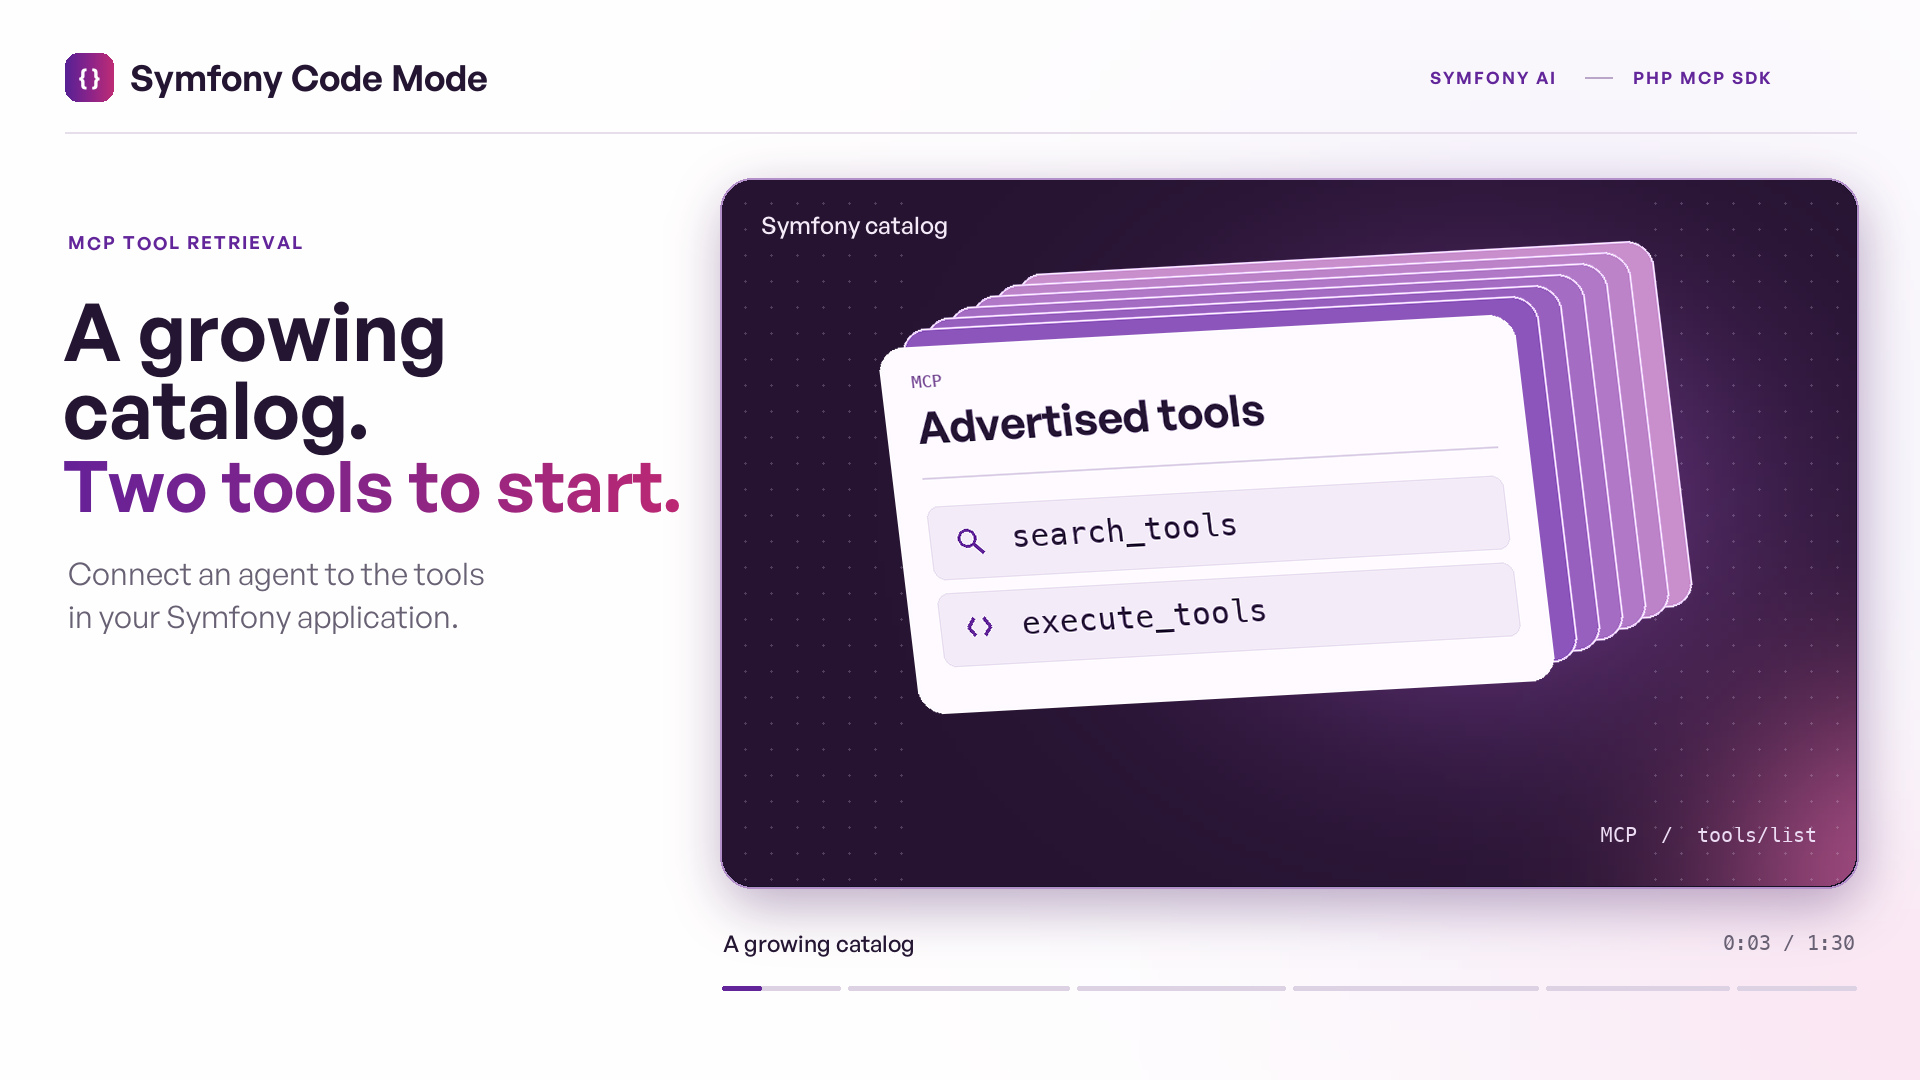 {} Symfony Code Mode
SYMFONY AI — PHP MCP SDK
MCP TOOL RETRIEVAL
A growing
catalog.
Two tools to start.
Connect an agent to the tools
in your Symfony application.
Symfony catalog
MCP
Advertised tools
search_tools
<> execute_tools
MCP / tools/list
A growing catalog
0:03 / 1:30